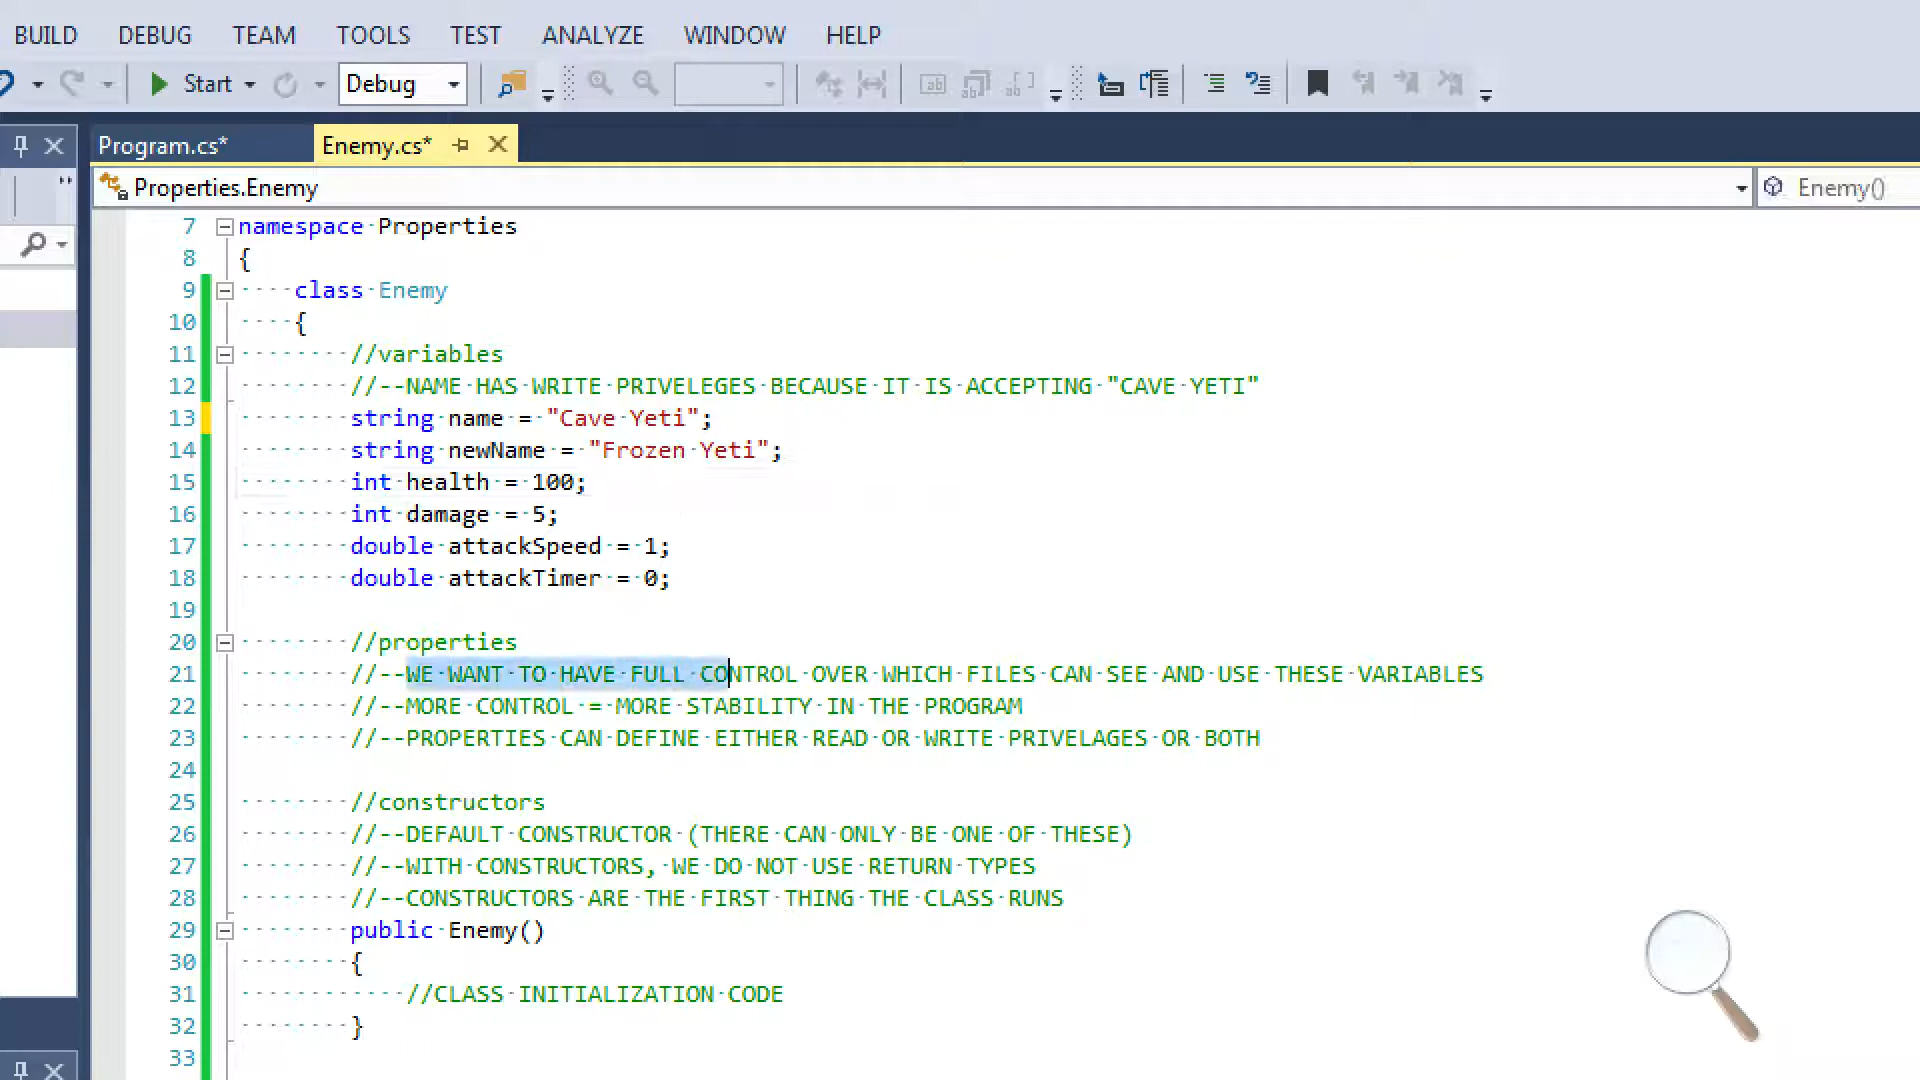 BUILD DEBUG TEAM TOOLS TEST ANALYZE WINDOW HELP
Start Debug
Program.cs* Enemy.cs*
Properties.Enemy Enemy()
7 namespace Properties
8 {
9 class Enemy
10 {
11 //variables
12 //--NAME HAS WRITE PRIVELEGES BECAUSE IT IS ACCEPTING "CAVE YETI"
13 string name = "Cave Yeti";
14 string newName = "Frozen Yeti";
15 int health = 100;
16 int damage = 5;
17 double attackSpeed = 1;
18 double attackTimer = 0;
19
20 //properties
21 //--WE WANT TO HAVE FULL CONTROL OVER WHICH FILES CAN SEE AND USE THESE VARIABLES
22 //--MORE CONTROL = MORE STABILITY IN THE PROGRAM
23 //--PROPERTIES CAN DEFINE EITHER READ OR WRITE PRIVELAGES OR BOTH
24
25 //constructors
26 //--DEFAULT CONSTRUCTOR (THERE CAN ONLY BE ONE OF THESE)
27 //--WITH CONSTRUCTORS, WE DO NOT USE RETURN TYPES
28 //--CONSTRUCTORS ARE THE FIRST THING THE CLASS RUNS
29 public Enemy()
30 {
31 //CLASS INITIALIZATION CODE
32 }
33